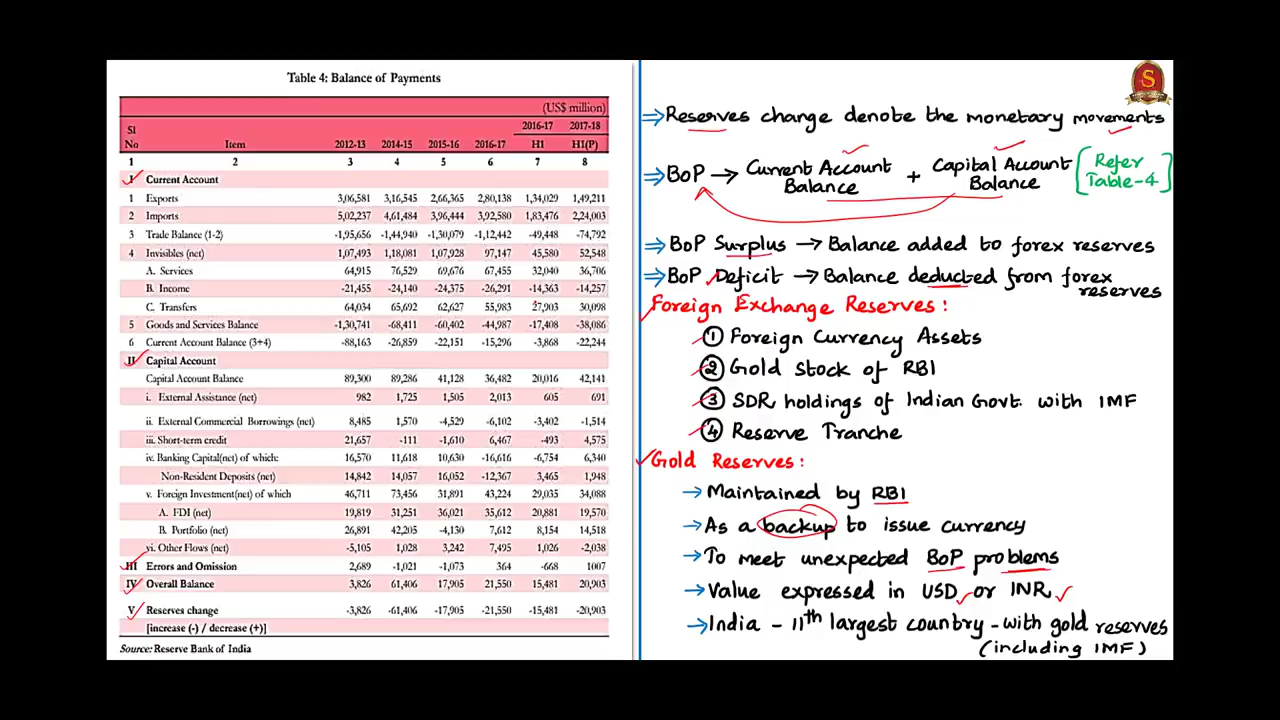 Table 4: Balance of Payments
(US$ million)
2016-17 2017-18
Sl No Item 2012-13 2014-15 2015-16 2016-17 H1 H1(P)
1 2 3 4 5 6 7 8
I Current Account
1 Exports 3,06,581 3,16,545 2,66,365 2,80,138 1,34,029 1,49,211
2 Imports 5,02,237 4,61,484 3,96,444 3,92,580 1,83,476 2,24,003
3 Trade Balance (1-2) -1,95,656 -1,44,940 -1,30,079 -1,12,442 -49,448 -74,792
4 Invisibles (net) 1,07,493 1,18,081 1,07,928 97,147 45,580 52,548
A. Services 64,915 76,529 69,676 67,455 32,040 36,706
B. Income -21,455 -24,140 -24,375 -26,291 -14,363 -14,257
C. Transfers 64,034 65,692 62,627 55,983 27,903 30,098
5 Goods and Services Balance -1,30,741 -68,411 -60,402 -44,987 -17,408 -38,086
6 Current Account Balance (3+4) -88,163 -26,859 -22,151 -15,296 -3,868 -22,244
II Capital Account
Capital Account Balance 89,300 89,286 41,128 36,482 20,016 42,141
i. External Assistance (net) 982 1,725 1,505 2,013 605 691
ii. External Commercial Borrowings (net) 8,485 1,570 -4,529 -6,102 -3,402 -1,514
iii. Short-term credit 21,657 -111 -1,610 6,467 -493 4,575
iv. Banking Capital(net) of which: 16,570 11,618 10,630 -16,616 -6,754 6,340
Non-Resident Deposits (net) 14,842 14,057 16,052 -12,367 3,465 1,948
v. Foreign Investment(net) of which 46,711 73,456 31,891 43,224 29,035 34,088
A. FDI (net) 19,819 31,251 36,021 35,612 20,881 19,570
B. Portfolio (net) 26,891 42,205 -4,130 7,612 8,154 14,518
vi. Other Flows (net) -5,105 1,028 3,242 7,495 1,026 -2,038
III Errors and Omission 2,689 -1,021 -1,073 364 -668 1007
IV Overall Balance 3,826 61,406 17,905 21,550 15,481 20,903
V Reserves change -3,826 -61,406 -17,905 -21,550 -15,481 -20,903
[increase (-) / decrease (+)]
Source: Reserve Bank of India
S
⇒ Reserves change denote the monetary movements
⇒ BoP → Current Account Balance + Capital Account Balance [Refer Table-4]
⇒ BoP Surplus → Balance added to forex reserves
⇒ BoP Deficit → Balance deducted from forex reserves
Foreign Exchange Reserves:
① Foreign Currency Assets
② Gold Stock of RBI
③ SDR holdings of Indian Govt. with IMF
④ Reserve Tranche
Gold Reserves:
→ Maintained by RBI
→ As a backup to issue currency
→ To meet unexpected BoP problems
→ Value expressed in USD or INR
→ India - 11th largest country - with gold reserves
(including IMF)